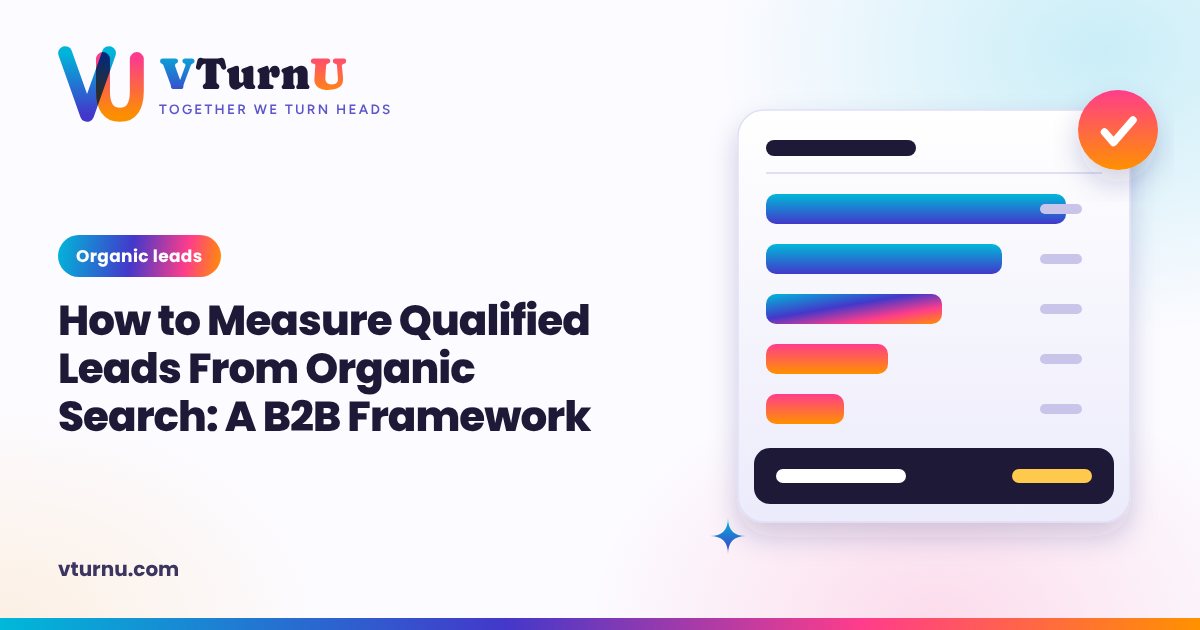 VTurnU
TOGETHER WE TURN HEADS
Organic leads
How to Measure Qualified
Leads From Organic
Search: A B2B Framework
vturnu.com